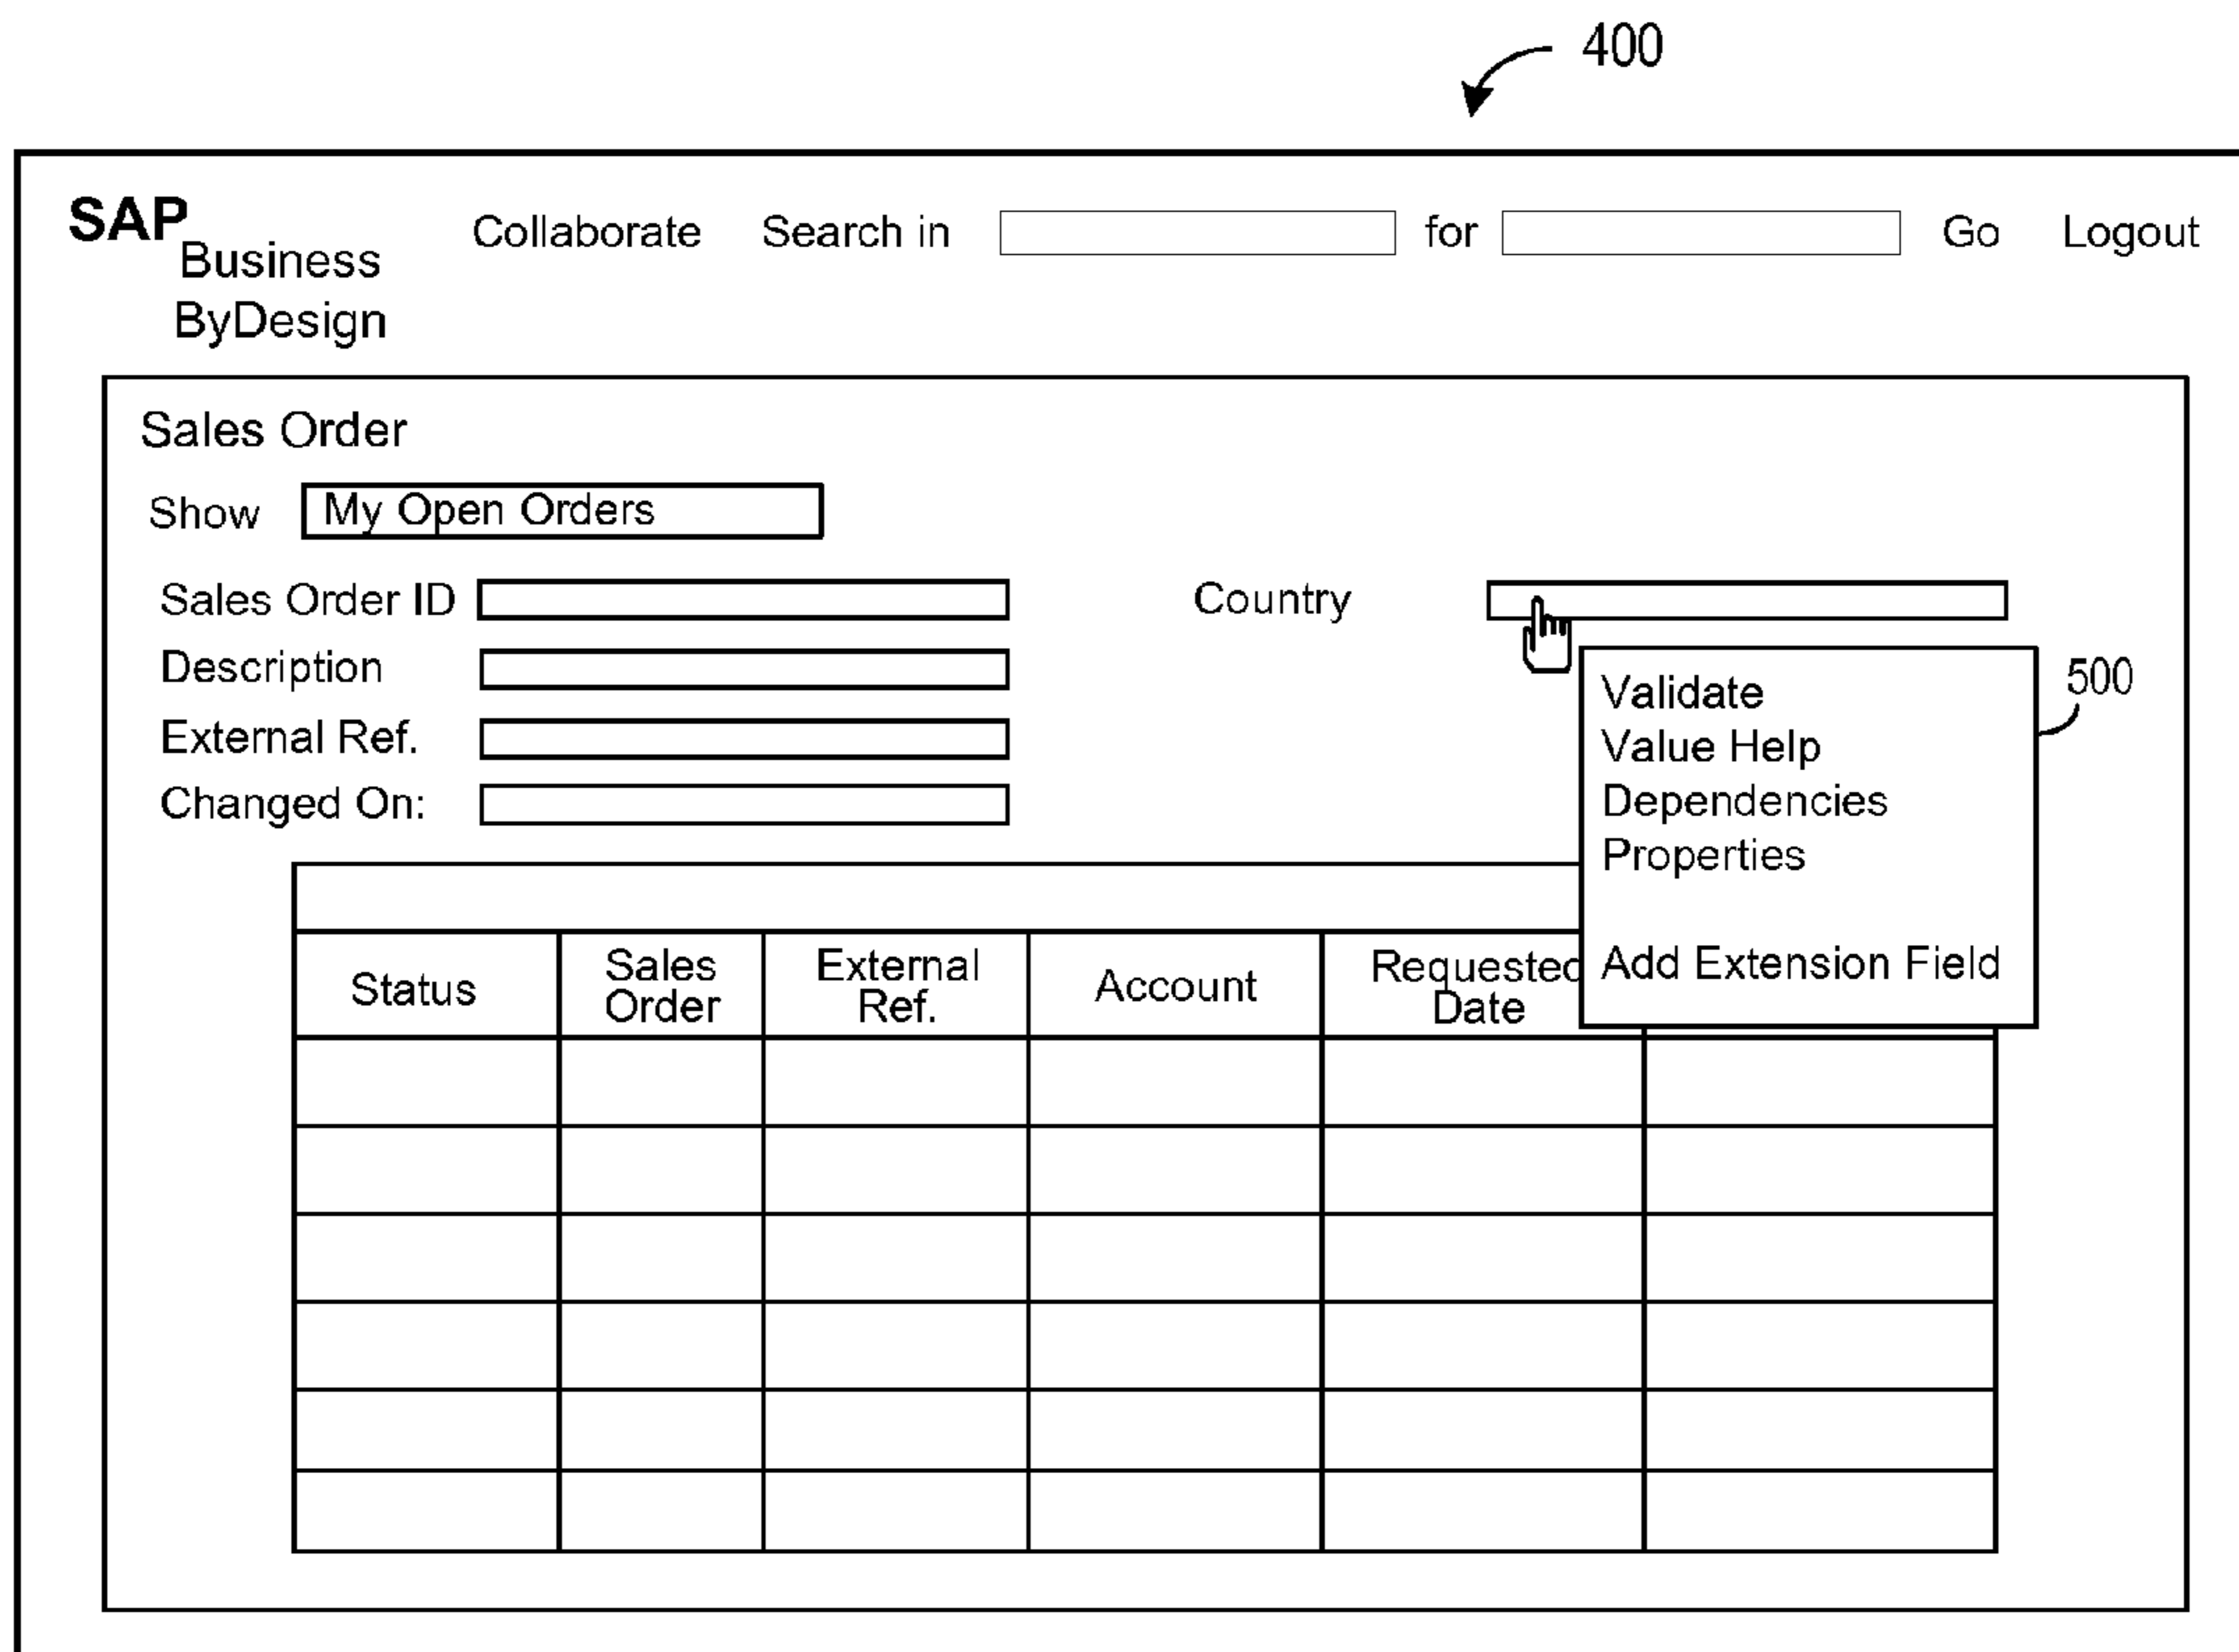 400
SAP
Business
ByDesign
Collaborate Search in for Go Logout
Sales Order
Show My Open Orders
Sales Order ID
Country
Description
External Ref.
Changed On:
Validate
Value Help
Dependencies
Properties
Add Extension Field
500
Status
Sales
Order
External
Ref.
Account
Requested
Date